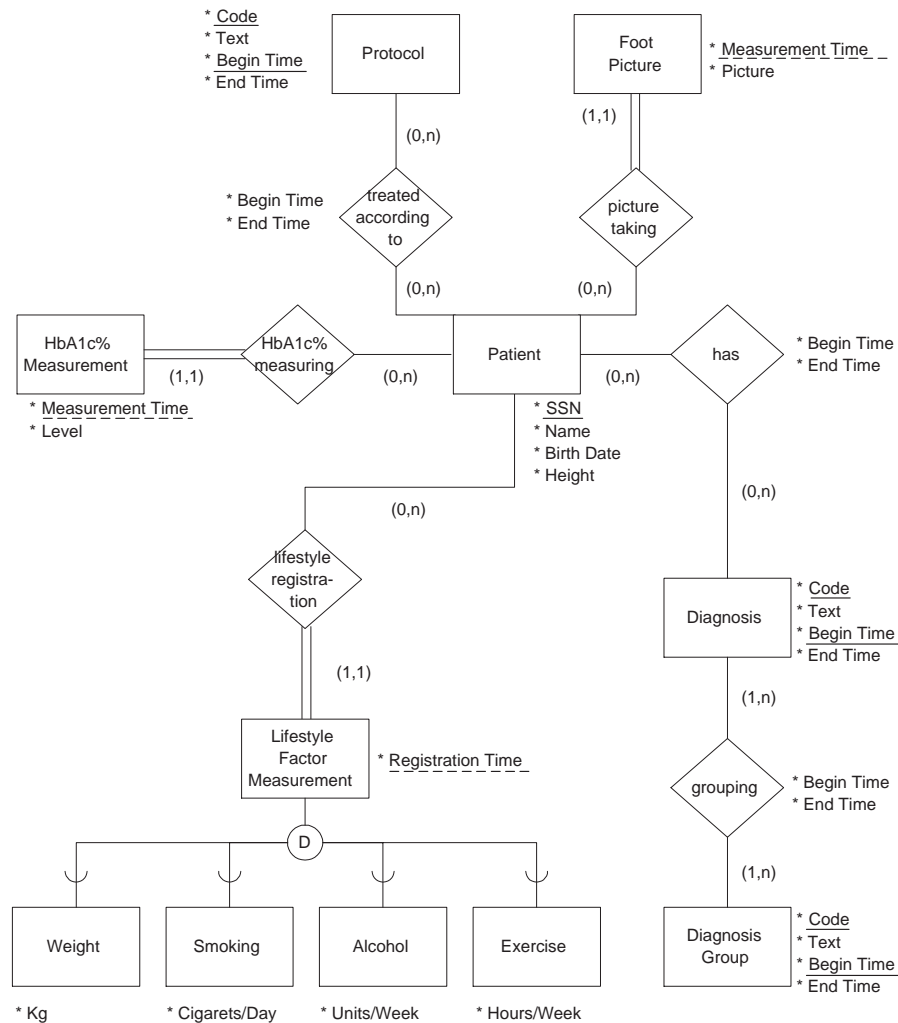 * Code
* Text
* Begin Time
* End Time
Protocol
Foot
Picture
* Measurement Time
* Picture
(0,n)
(1,1)
* Begin Time
* End Time
treated
according
to
picture
taking
(0,n)
(0,n)
HbA1c%
Measurement
(1,1)
HbA1c%
measuring
(0,n)
Patient
(0,n)
has
* Begin Time
* End Time
* Measurement Time
* Level
* SSN
* Name
* Birth Date
* Height
(0,n)
(0,n)
lifestyle
registra-
tion
Diagnosis
* Code
* Text
* Begin Time
* End Time
(1,1)
(1,n)
Lifestyle
Factor
Measurement
* Registration Time
grouping
* Begin Time
* End Time
D
(1,n)
Weight
Smoking
Alcohol
Exercise
Diagnosis
Group
* Code
* Text
* Begin Time
* End Time
* Kg
* Cigarets/Day
* Units/Week
* Hours/Week